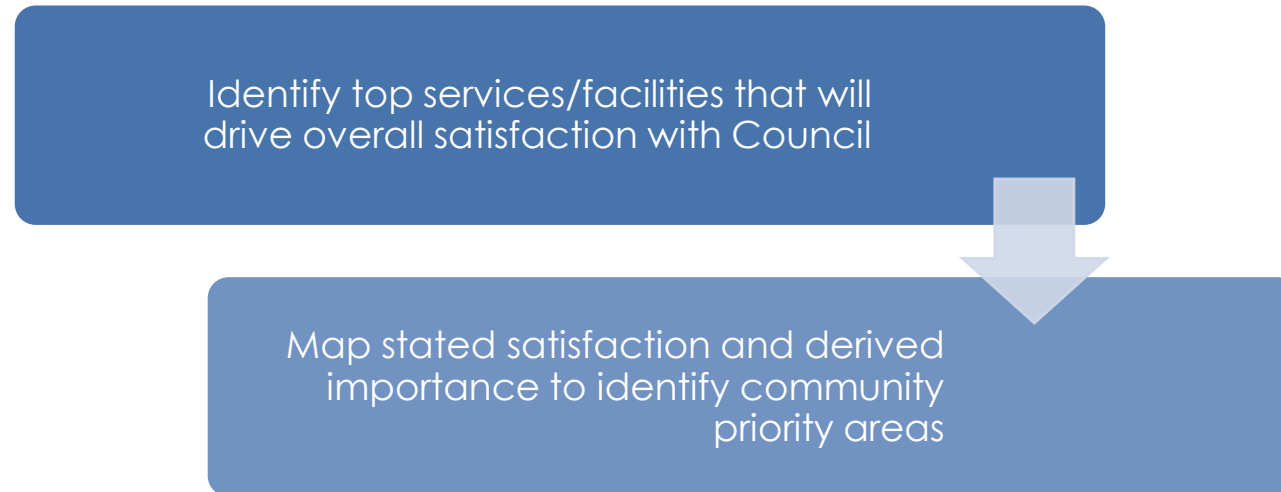 Identify top services/facilities that will
drive overall satisfaction with Council
Map stated satisfaction and derived
importance to identify community
priority areas